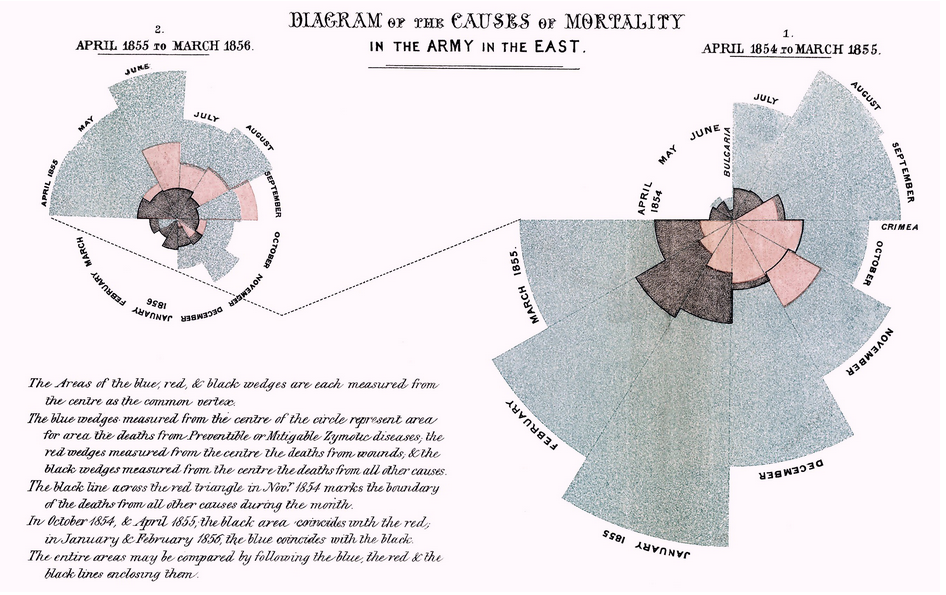 DIAGRAM OF THE CAUSES OF MORTALITY
IN THE ARMY IN THE EAST.
2.
APRIL 1855 TO MARCH 1856.
1.
APRIL 1854 TO MARCH 1855.
APRIL 1855
MAY
JUNE
JULY
AUGUST
SEPTEMBER
OCTOBER
NOVEMBER
DECEMBER
JANUARY 1856
FEBRUARY
MARCH
APRIL 1854
MAY
JUNE
BULGARIA
JULY
AUGUST
SEPTEMBER
CRIMEA
OCTOBER
NOVEMBER
DECEMBER
JANUARY 1855
FEBRUARY
MARCH 1855.
The Areas of the blue, red, & black wedges are each measured from
the centre as the common vertex.
The blue wedges measured from the centre of the circle represent area
for area the deaths from Preventible or Mitigable Zymotic diseases, the
red wedges measured from the centre the deaths from wounds, & the
black wedges measured from the centre the deaths from all other causes.
The black line across the red triangle in Novr. 1854 marks the boundary
of the deaths from all other causes during the month.
In October 1854, & April 1855, the black area coincides with the red,
in January & February 1856, the blue coincides with the black.
The entire areas may be compared by following the blue, the red & the
black lines enclosing them.